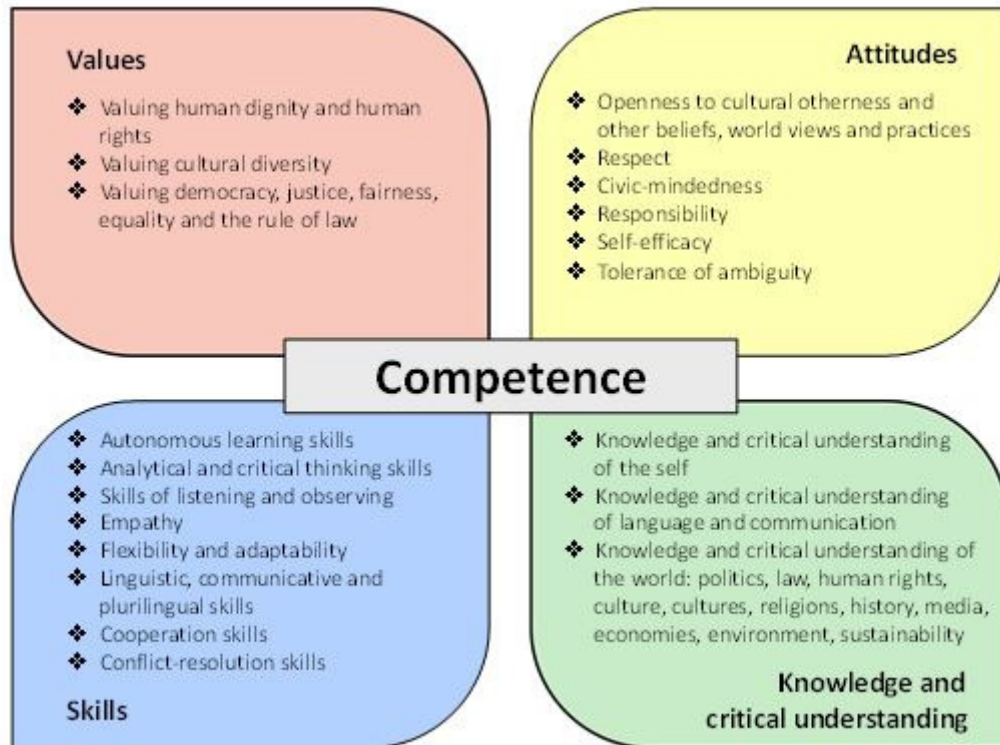 Values
❖ Valuing human dignity and human
rights
❖ Valuing cultural diversity
❖ Valuing democracy, justice, fairness,
equality and the rule of law
Attitudes
❖ Openness to cultural otherness and
other beliefs, world views and practices
❖ Respect
❖ Civic-mindedness
❖ Responsibility
❖ Self-efficacy
❖ Tolerance of ambiguity
Competence
❖ Autonomous learning skills
❖ Analytical and critical thinking skills
❖ Skills of listening and observing
❖ Empathy
❖ Flexibility and adaptability
❖ Linguistic, communicative and
plurilingual skills
❖ Cooperation skills
❖ Conflict-resolution skills
Skills
❖ Knowledge and critical understanding
of the self
❖ Knowledge and critical understanding
of language and communication
❖ Knowledge and critical understanding of
the world: politics, law, human rights,
culture, cultures, religions, history, media,
economies, environment, sustainability
Knowledge and
critical understanding